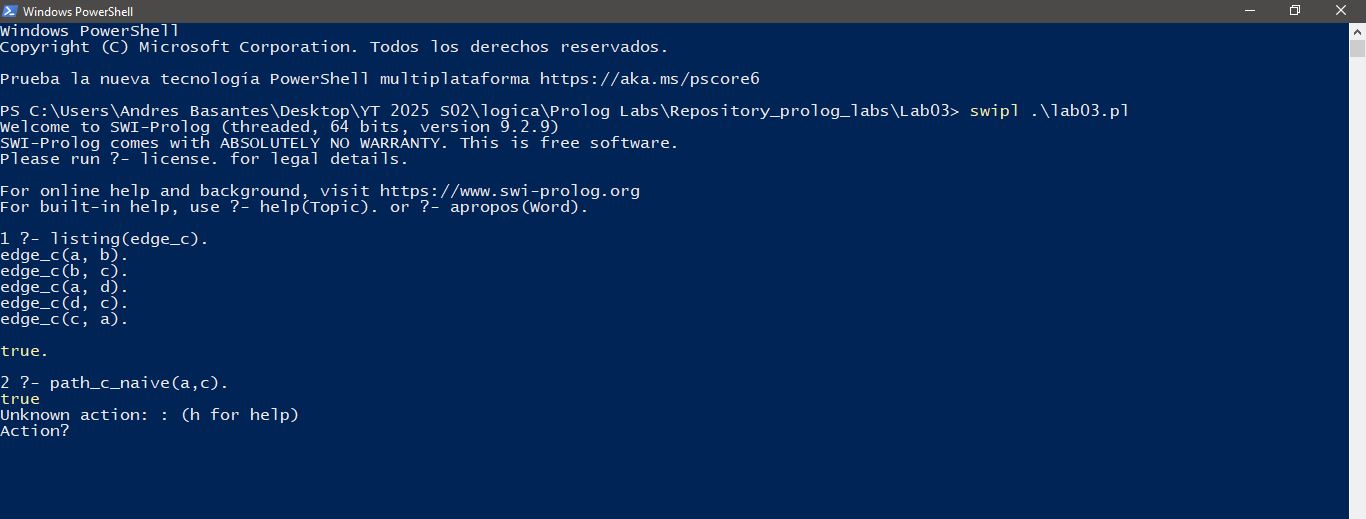 Windows PowerShell
Windows PowerShell
Copyright (C) Microsoft Corporation. Todos los derechos reservados.
Prueba la nueva tecnología PowerShell multiplataforma https://aka.ms/pscore6
PS C:\Users\Andres Basantes\Desktop\YT 2025 S02\logica\Prolog Labs\Repository_prolog_labs\Lab03> swipl .\lab03.pl
Welcome to SWI-Prolog (threaded, 64 bits, version 9.2.9)
SWI-Prolog comes with ABSOLUTELY NO WARRANTY. This is free software.
Please run ?- license. for legal details.
For online help and background, visit https://www.swi-prolog.org
For built-in help, use ?- help(Topic). or ?- apropos(Word).
1 ?- listing(edge_c).
edge_c(a, b).
edge_c(b, c).
edge_c(a, d).
edge_c(d, c).
edge_c(c, a).
true.
2 ?- path_c_naive(a,c).
true
Unknown action: : (h for help)
Action?